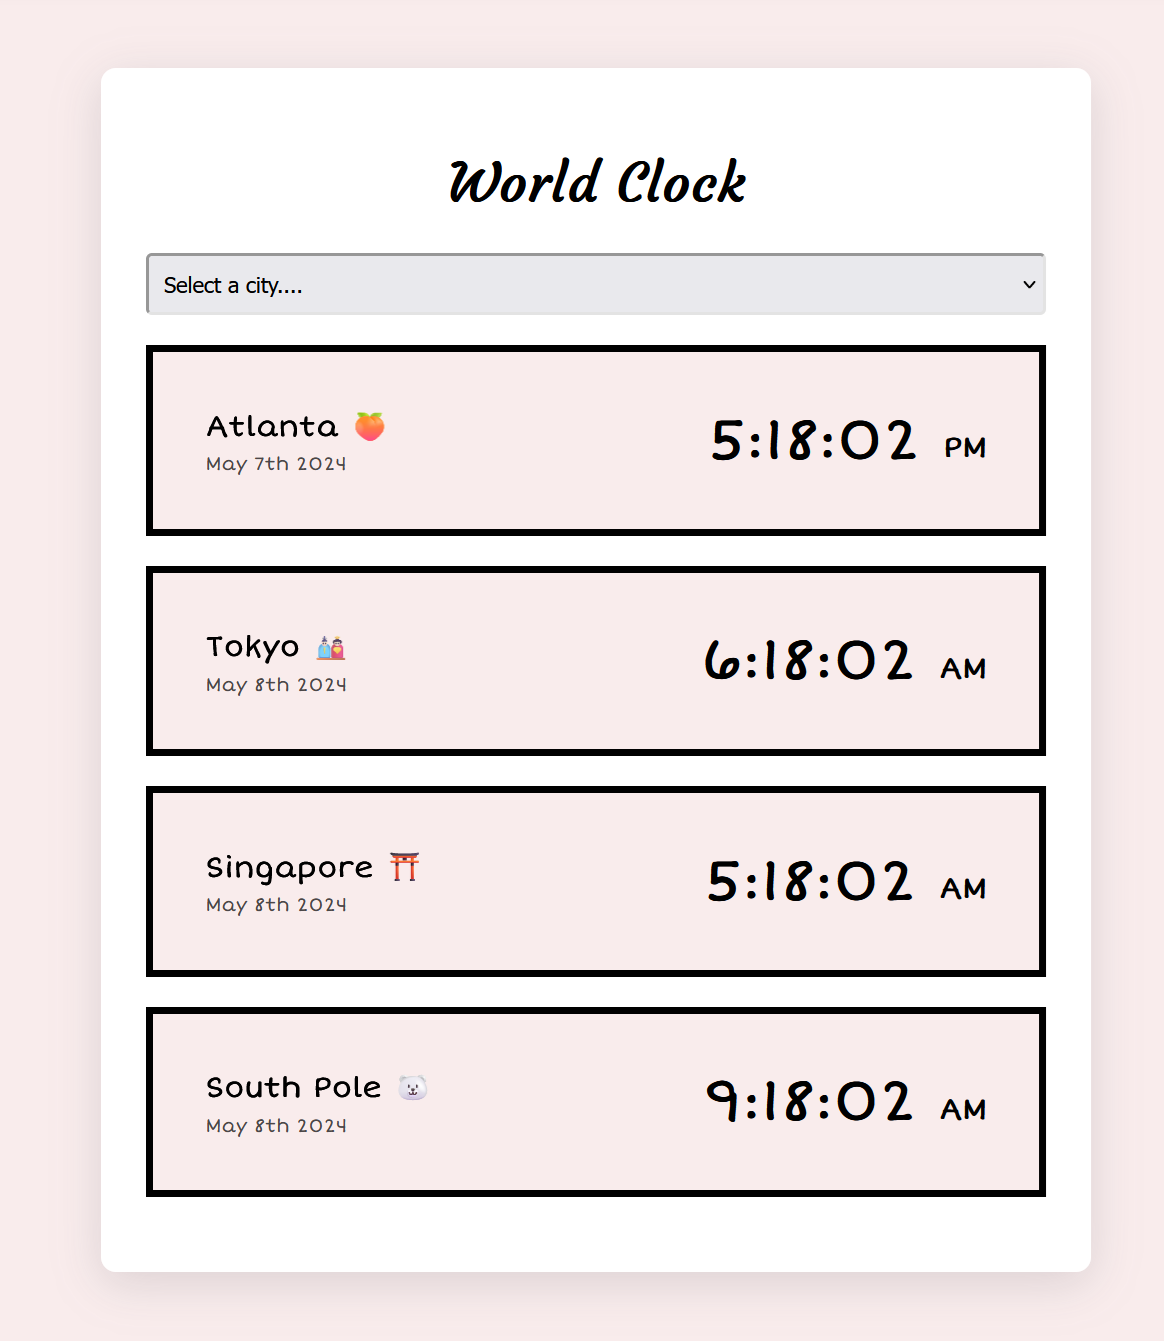 World Clock
Select a city....
Atlanta 🍑
May 7th 2024
5:18:02 PM
Tokyo 🎎
May 8th 2024
6:18:02 AM
Singapore ⛩️
May 8th 2024
5:18:02 AM
South Pole 🐻‍❄️
May 8th 2024
9:18:02 AM